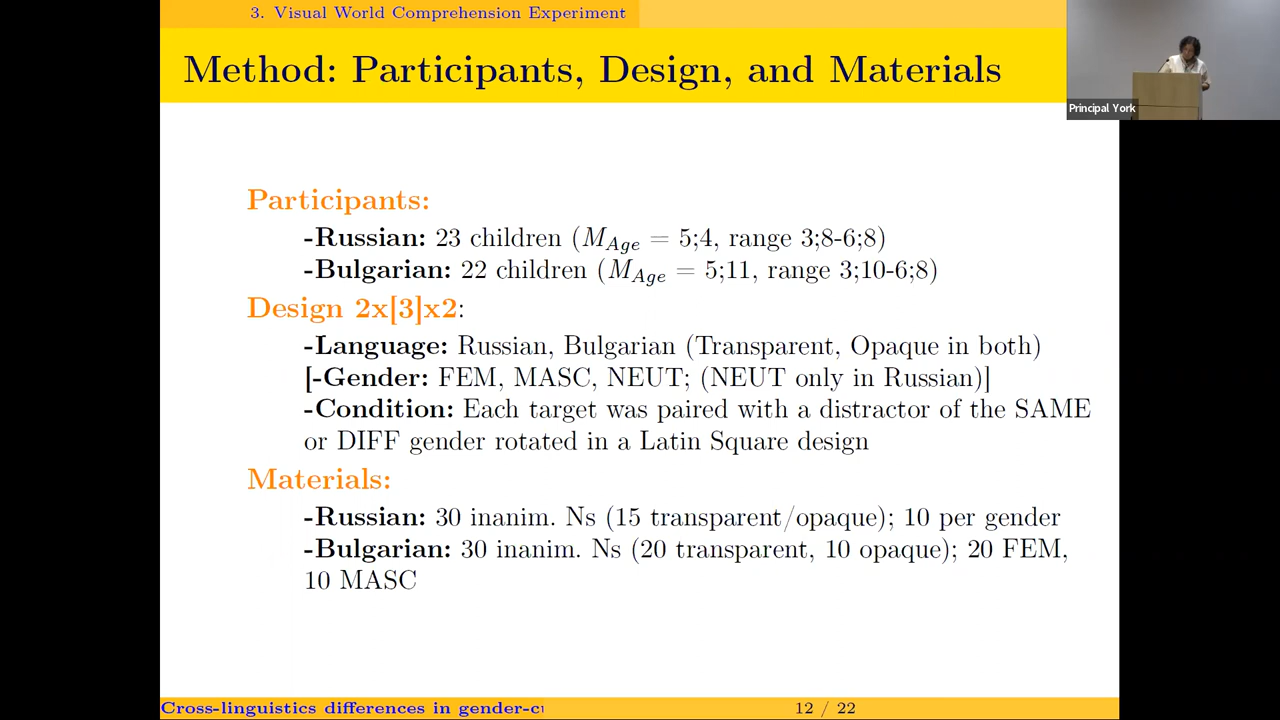 3. Visual World Comprehension Experiment
Method: Participants, Design, and Materials
Principal York
Participants:
-Russian: 23 children (M_Age = 5;4, range 3;8-6;8)
-Bulgarian: 22 children (M_Age = 5;11, range 3;10-6;8)
Design 2x[3]x2:
-Language: Russian, Bulgarian (Transparent, Opaque in both)
[-Gender: FEM, MASC, NEUT; (NEUT only in Russian)]
-Condition: Each target was paired with a distractor of the SAME
or DIFF gender rotated in a Latin Square design
Materials:
-Russian: 30 inanim. Ns (15 transparent/opaque); 10 per gender
-Bulgarian: 30 inanim. Ns (20 transparent, 10 opaque); 20 FEM,
10 MASC
Cross-linguistics differences in gender-c
12 / 22